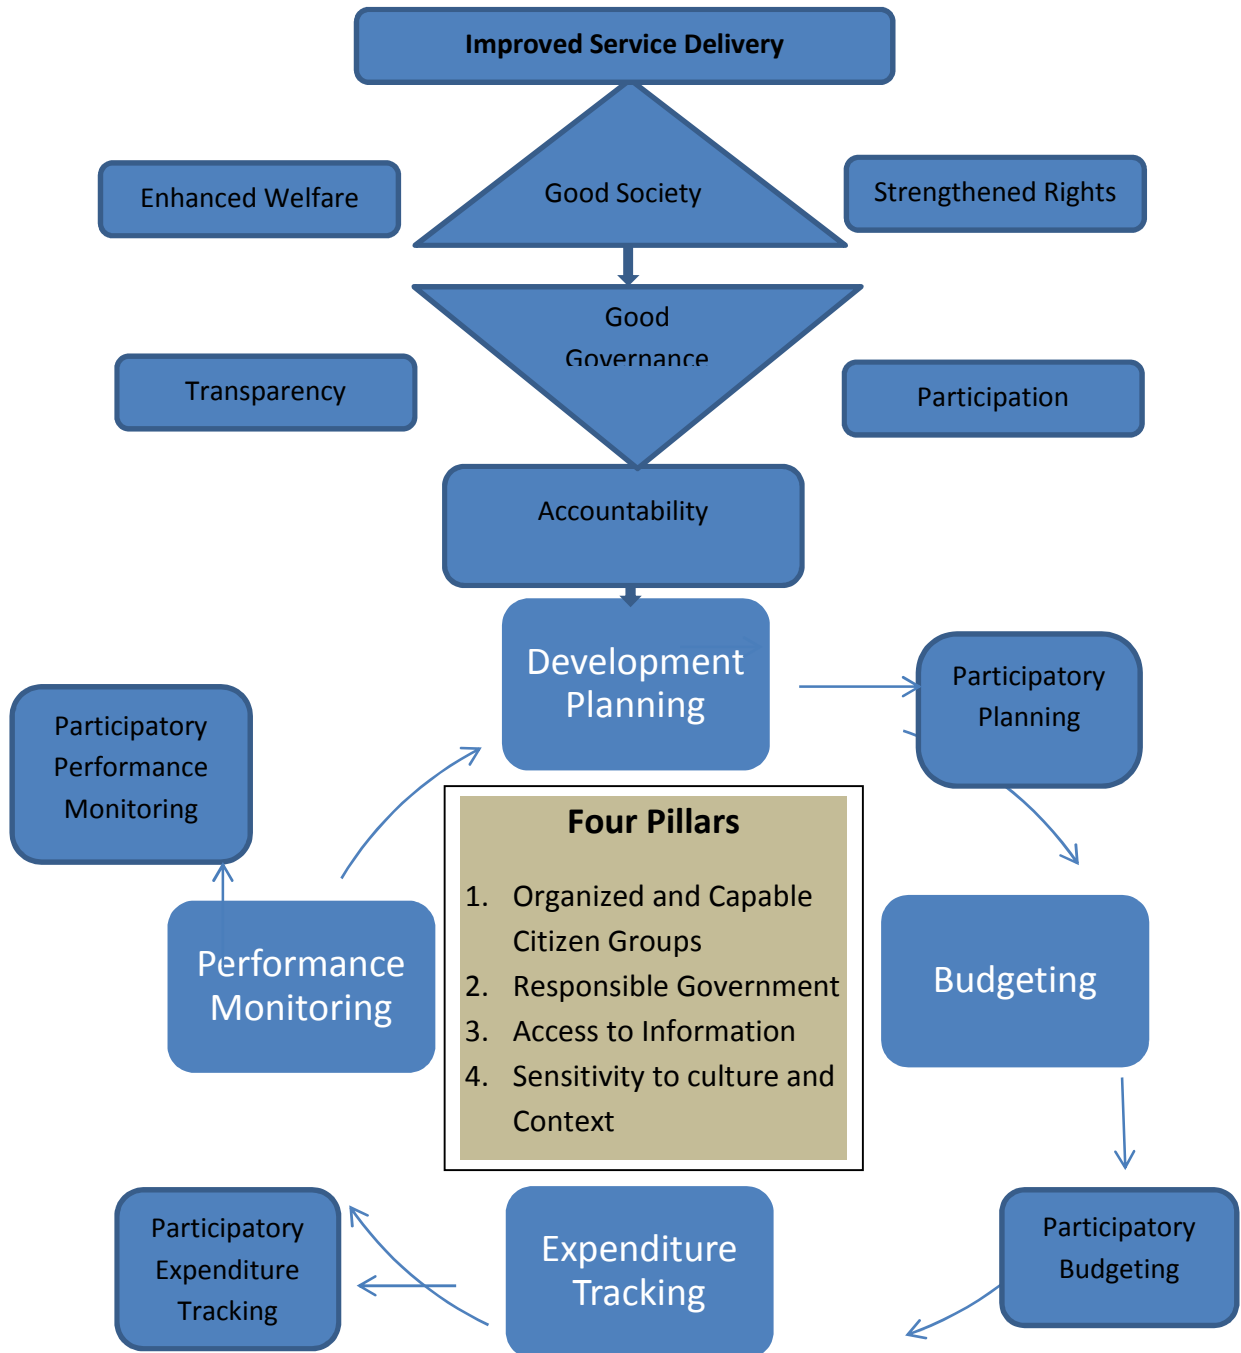 Improved Service Delivery
Enhanced Welfare
Good Society
Strengthened Rights
Good
Governance
Transparency
Participation
Accountability
Development
Planning
Participatory
Planning
Participatory
Performance
Monitoring
Four Pillars
1. Organized and Capable
Citizen Groups
2. Responsible Government
3. Access to Information
4. Sensitivity to culture and
Context
Performance
Monitoring
Budgeting
Participatory
Expenditure
Tracking
Expenditure
Tracking
Participatory
Budgeting